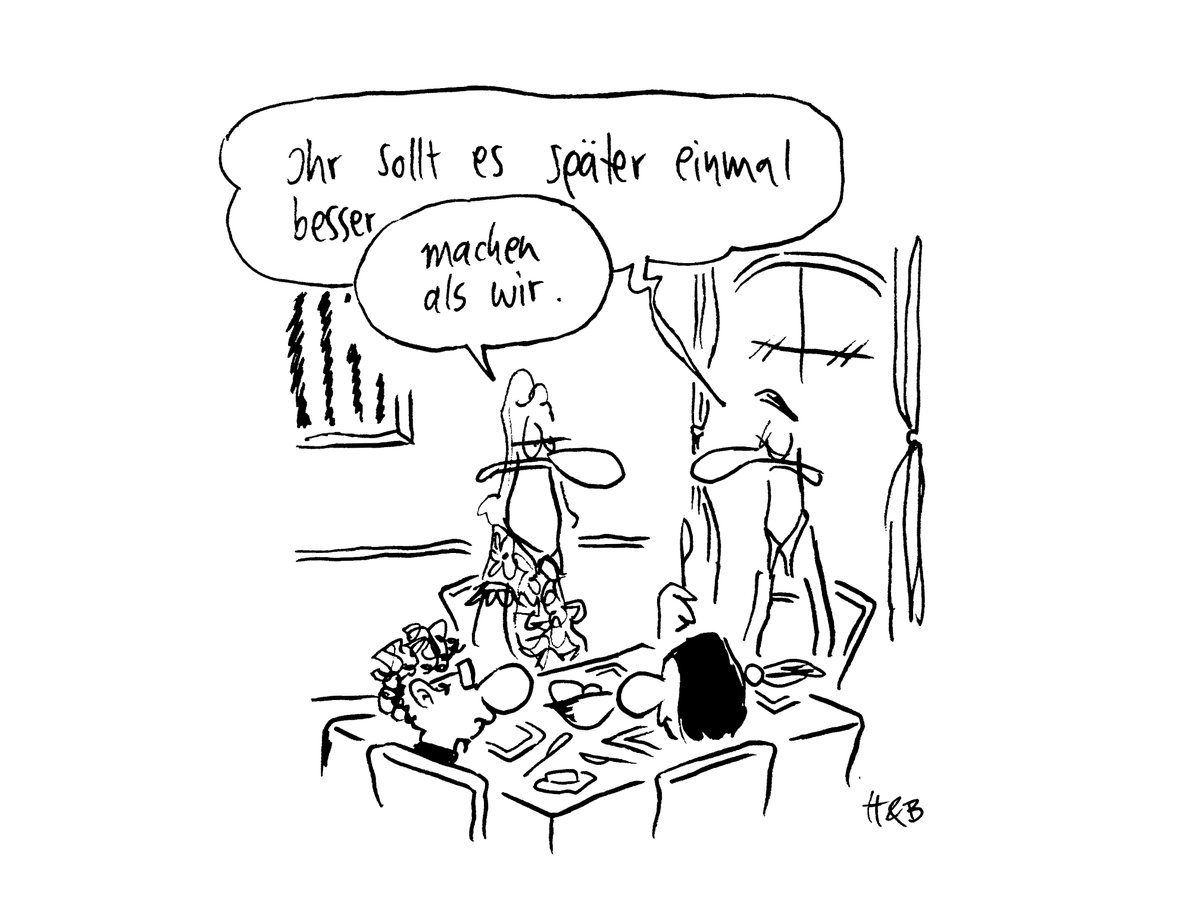 Ihr sollt es später einmal
besser
machen
als wir.
H&B